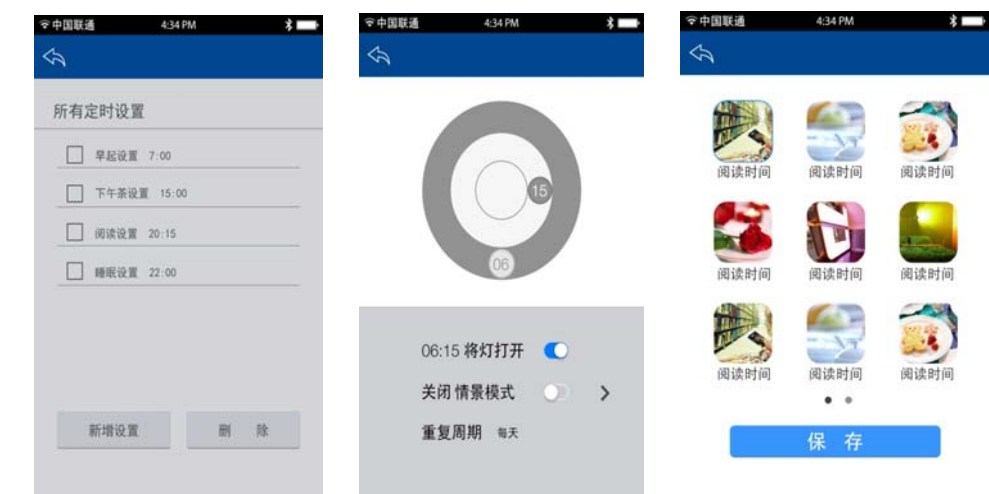 中国联通 4:34 PM
所有定时设置
早起设置 7:00
下午茶设置 15:00
阅读设置 20:15
睡眠设置 22:00
新增设置 删 除
中国联通 4:34 PM
15
06
06:15 将灯打开
关闭 情景模式
重复周期 每天
中国联通 4:34 PM
阅读时间 阅读时间 阅读时间
阅读时间 阅读时间 阅读时间
阅读时间 阅读时间 阅读时间
保 存